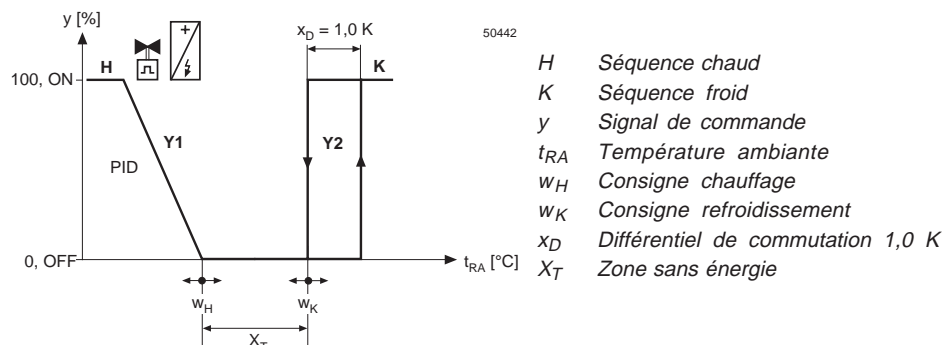 y [%]
x_D = 1,0 K
50442
H
K
100, ON
Y1
Y2
PID
0, OFF
t_RA [°C]
w_H
w_K
X_T
H Séquence chaud
K Séquence froid
y Signal de commande
t_RA Température ambiante
w_H Consigne chauffage
w_K Consigne refroidissement
x_D Différentiel de commutation 1,0 K
X_T Zone sans énergie